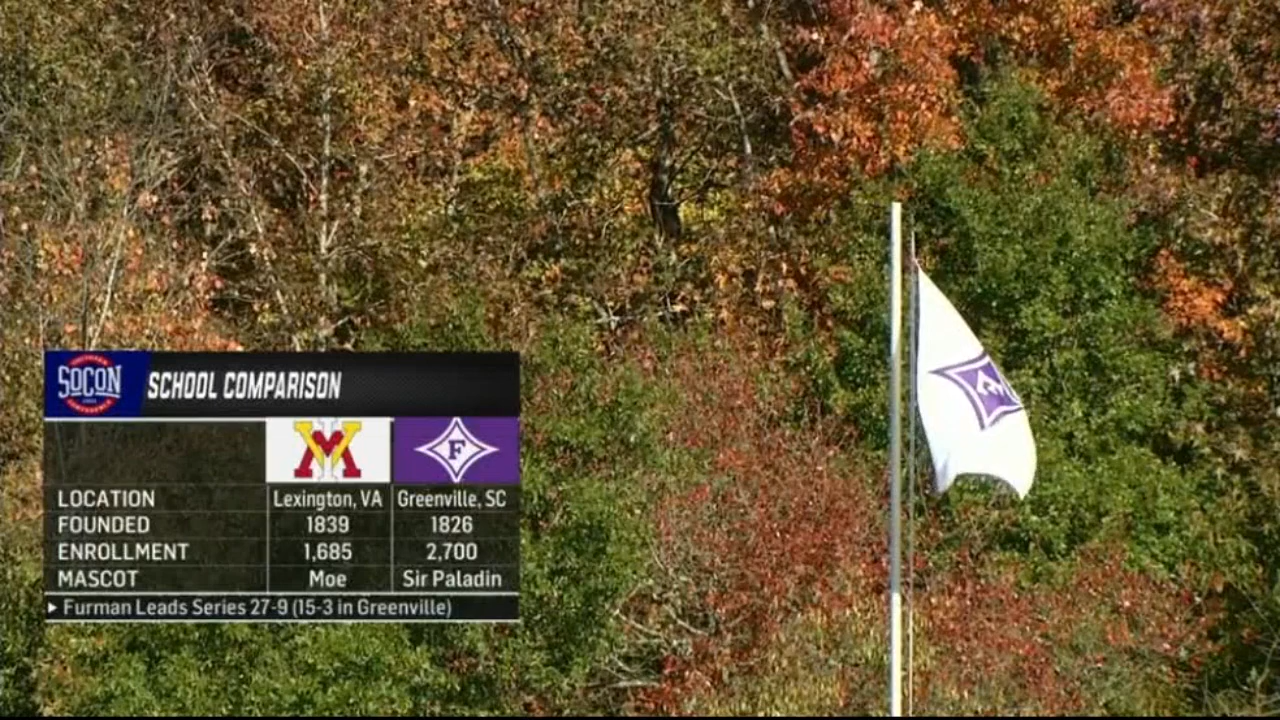 SOCON
SCHOOL COMPARISON
VMI
F
LOCATION Lexington, VA Greenville, SC
FOUNDED 1839 1826
ENROLLMENT 1,685 2,700
MASCOT Moe Sir Paladin
Furman Leads Series 27-9 (15-3 in Greenville)